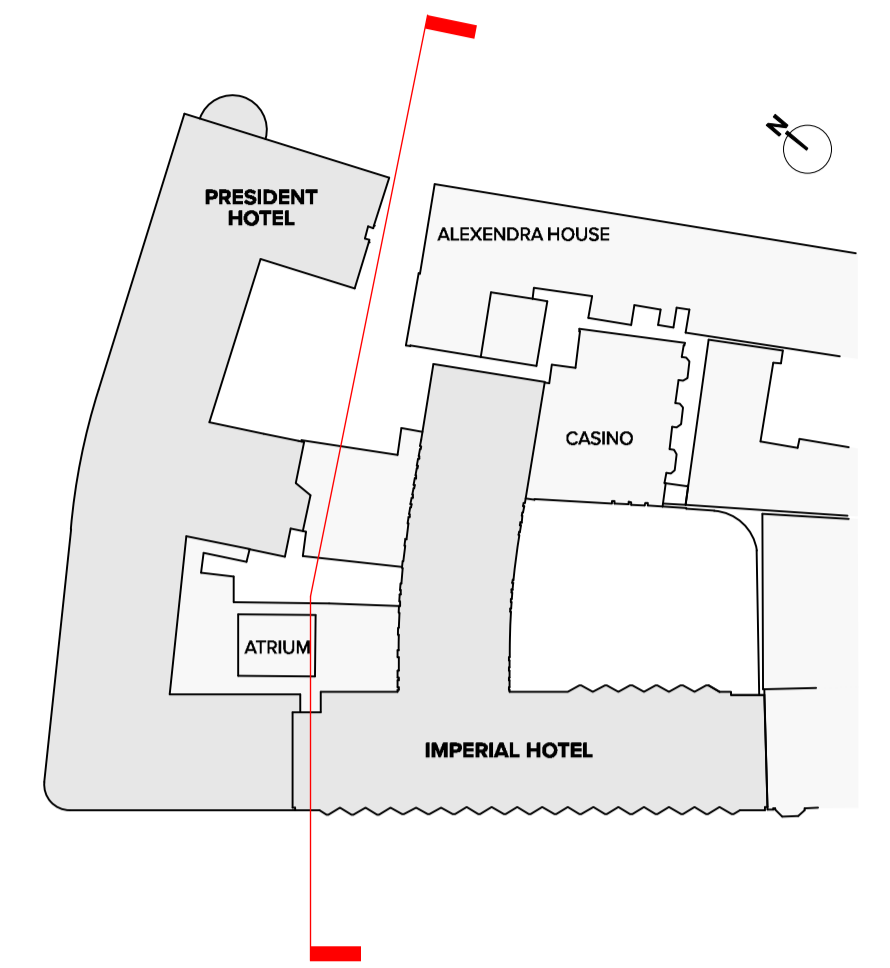 N
PRESIDENT
HOTEL
ALEXENDRA HOUSE
CASINO
ATRIUM
IMPERIAL HOTEL